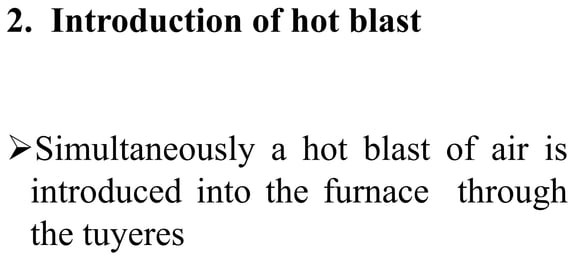 2. Introduction of hot blast
➢Simultaneously a hot blast of air is
introduced into the furnace through
the tuyeres